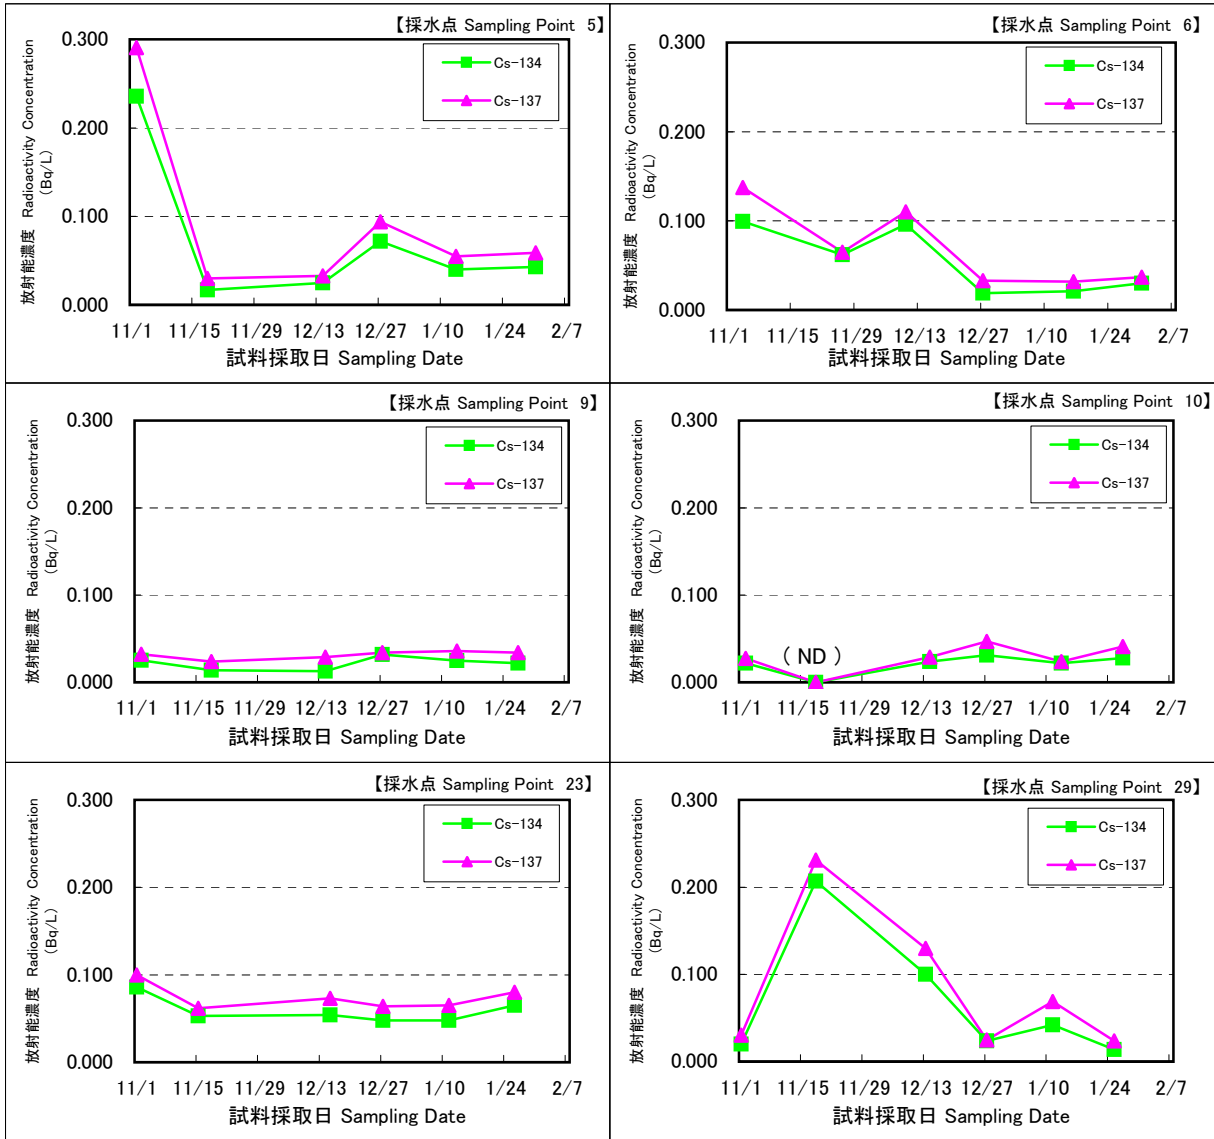 【採水点 Sampling Point 5】
0.300
0.200
0.100
0.000
放射能濃度 Radioactivity Concentration
(Bq/L)
Cs-134
Cs-137
11/1 11/15 11/29 12/13 12/27 1/10 1/24 2/7
試料採取日 Sampling Date
【採水点 Sampling Point 6】
0.300
0.200
0.100
0.000
放射能濃度 Radioactivity Concentration
(Bq/L)
Cs-134
Cs-137
11/1 11/15 11/29 12/13 12/27 1/10 1/24 2/7
試料採取日 Sampling Date
【採水点 Sampling Point 9】
0.300
0.200
0.100
0.000
放射能濃度 Radioactivity Concentration
(Bq/L)
Cs-134
Cs-137
11/1 11/15 11/29 12/13 12/27 1/10 1/24 2/7
試料採取日 Sampling Date
【採水点 Sampling Point 10】
0.300
0.200
0.100
0.000
放射能濃度 Radioactivity Concentration
(Bq/L)
Cs-134
Cs-137
( ND )
11/1 11/15 11/29 12/13 12/27 1/10 1/24 2/7
試料採取日 Sampling Date
【採水点 Sampling Point 23】
0.300
0.200
0.100
0.000
放射能濃度 Radioactivity Concentration
(Bq/L)
Cs-134
Cs-137
11/1 11/15 11/29 12/13 12/27 1/10 1/24 2/7
試料採取日 Sampling Date
【採水点 Sampling Point 29】
0.300
0.200
0.100
0.000
放射能濃度 Radioactivity Concentration
(Bq/L)
Cs-134
Cs-137
11/1 11/15 11/29 12/13 12/27 1/10 1/24 2/7
試料採取日 Sampling Date